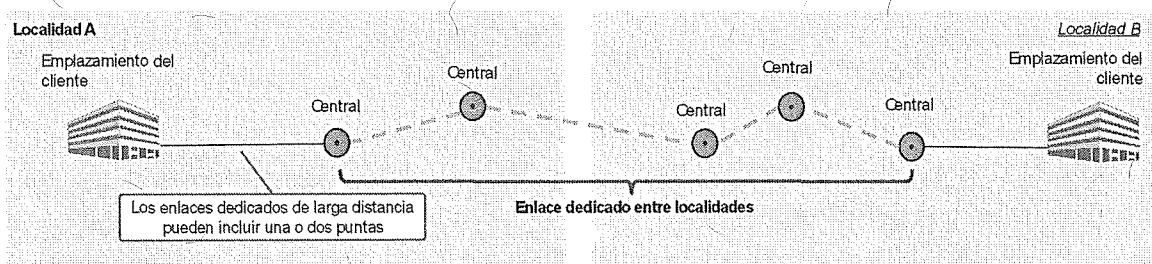 Localidad A
Localidad B
Emplazamiento del
cliente
Emplazamiento del
cliente
Central
Central
Central
Central
Central
Los enlaces dedicados de larga distancia
pueden incluir una o dos puntas
Enlace dedicado entre localidades